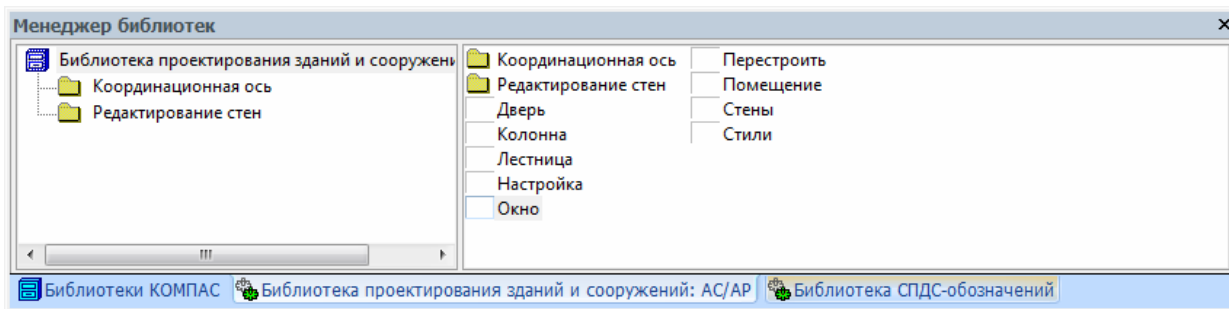 Менеджер библиотек
Библиотека проектирования зданий и сооружени
Координационная ось
Редактирование стен
Координационная ось
Редактирование стен
Дверь
Колонна
Лестница
Настройка
Окно
Перестроить
Помещение
Стены
Стили
Библиотеки КОМПАС
Библиотека проектирования зданий и сооружений: АС/АР
Библиотека СПДС-обозначений